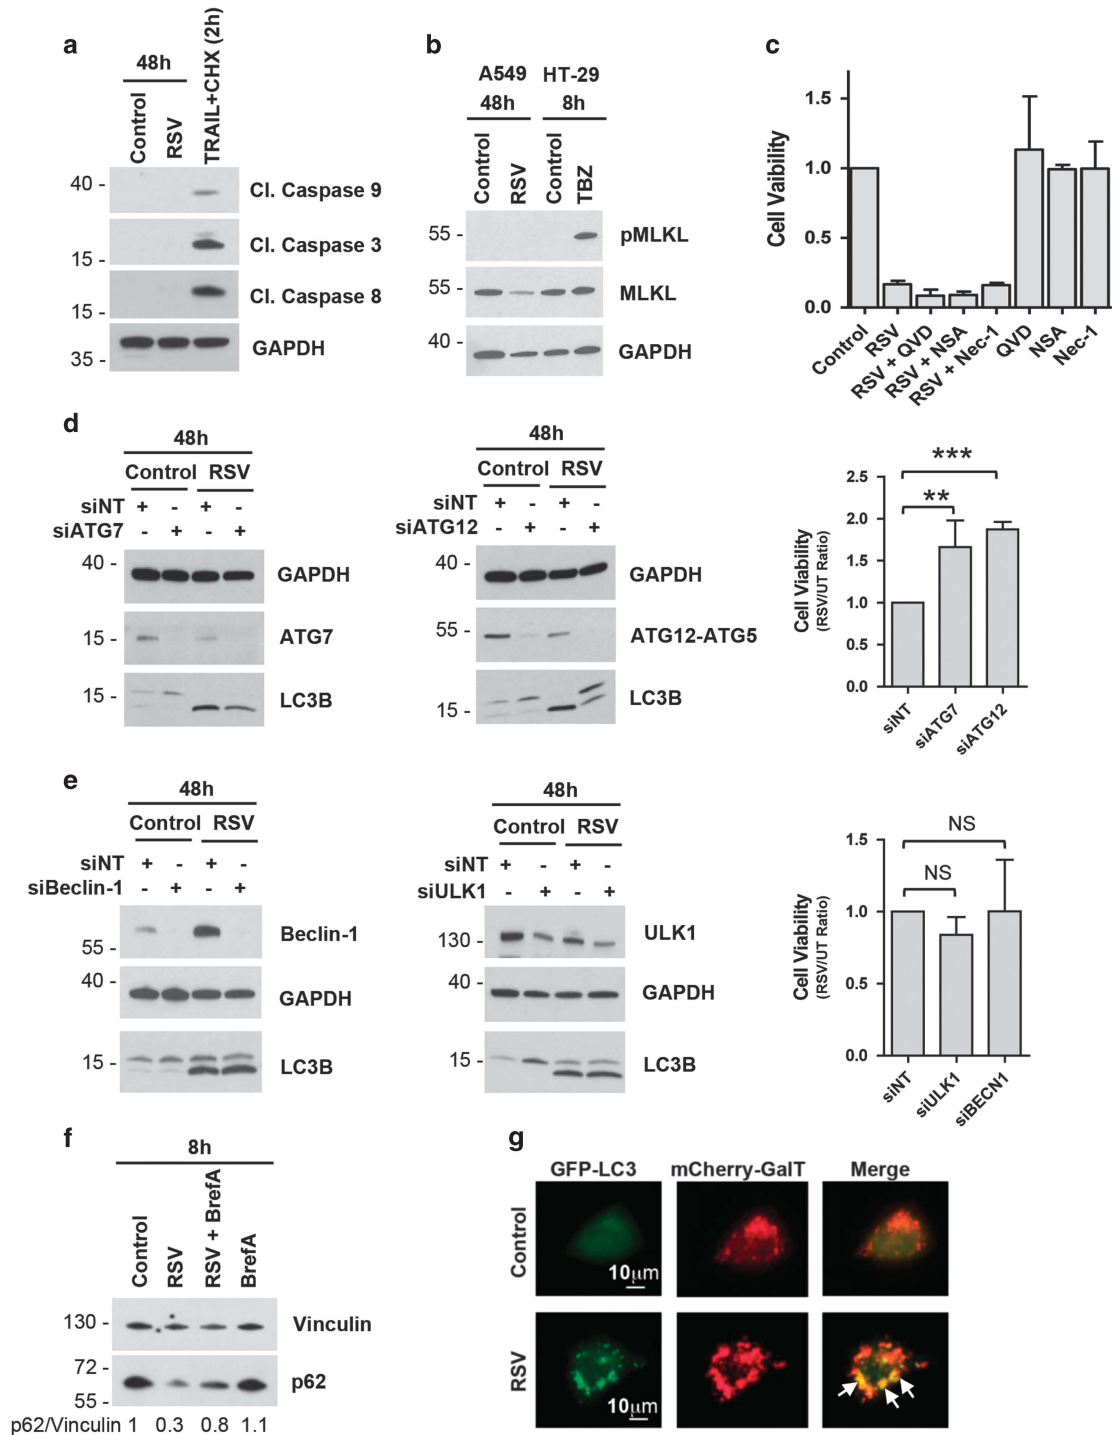 a
48h
Control
RSV
TRAIL+CHX (2h)
40 -
Cl. Caspase 9
Cl. Caspase 3
15 -
Cl. Caspase 8
15 -
GAPDH
35 -
b
A549 HT-29
48h 8h
Control
RSV
Control
TBZ
55 -
pMLKL
55 -
MLKL
40 -
GAPDH
c
Cell Vaibility
1.5
1.0
0.5
0.0
Control
RSV
RSV + QVD
RSV + NSA
RSV + Nec-1
QVD
NSA
Nec-1
d
48h
Control RSV
siNT + - + -
siATG7 - + - +
40 -
GAPDH
15 -
ATG7
15 -
LC3B
48h
Control RSV
siNT + - + -
siATG12 - + - +
40 -
GAPDH
55 -
ATG12-ATG5
15 -
LC3B
Cell Viability
(RSV/UT Ratio)
2.5
2.0
1.5
1.0
0.5
0.0
***
**
siNT
siATG7
siATG12
e
48h
Control RSV
siNT + - + -
siBeclin-1 - + - +
Beclin-1
55 -
40 -
GAPDH
15 -
LC3B
48h
Control RSV
siNT + - + -
siULK1 - + - +
130 -
ULK1
40 -
GAPDH
15 -
LC3B
Cell Viability
(RSV/UT Ratio)
1.5
1.0
0.5
0.0
NS
NS
siNT
siULK1
siBECN1
f
8h
Control
RSV
RSV + BrefA
BrefA
130 -
Vinculin
72 -
p62
55 -
p62/Vinculin 1 0.3 0.8 1.1
g
GFP-LC3 mCherry-GalT Merge
Control
10μm
RSV
10μm